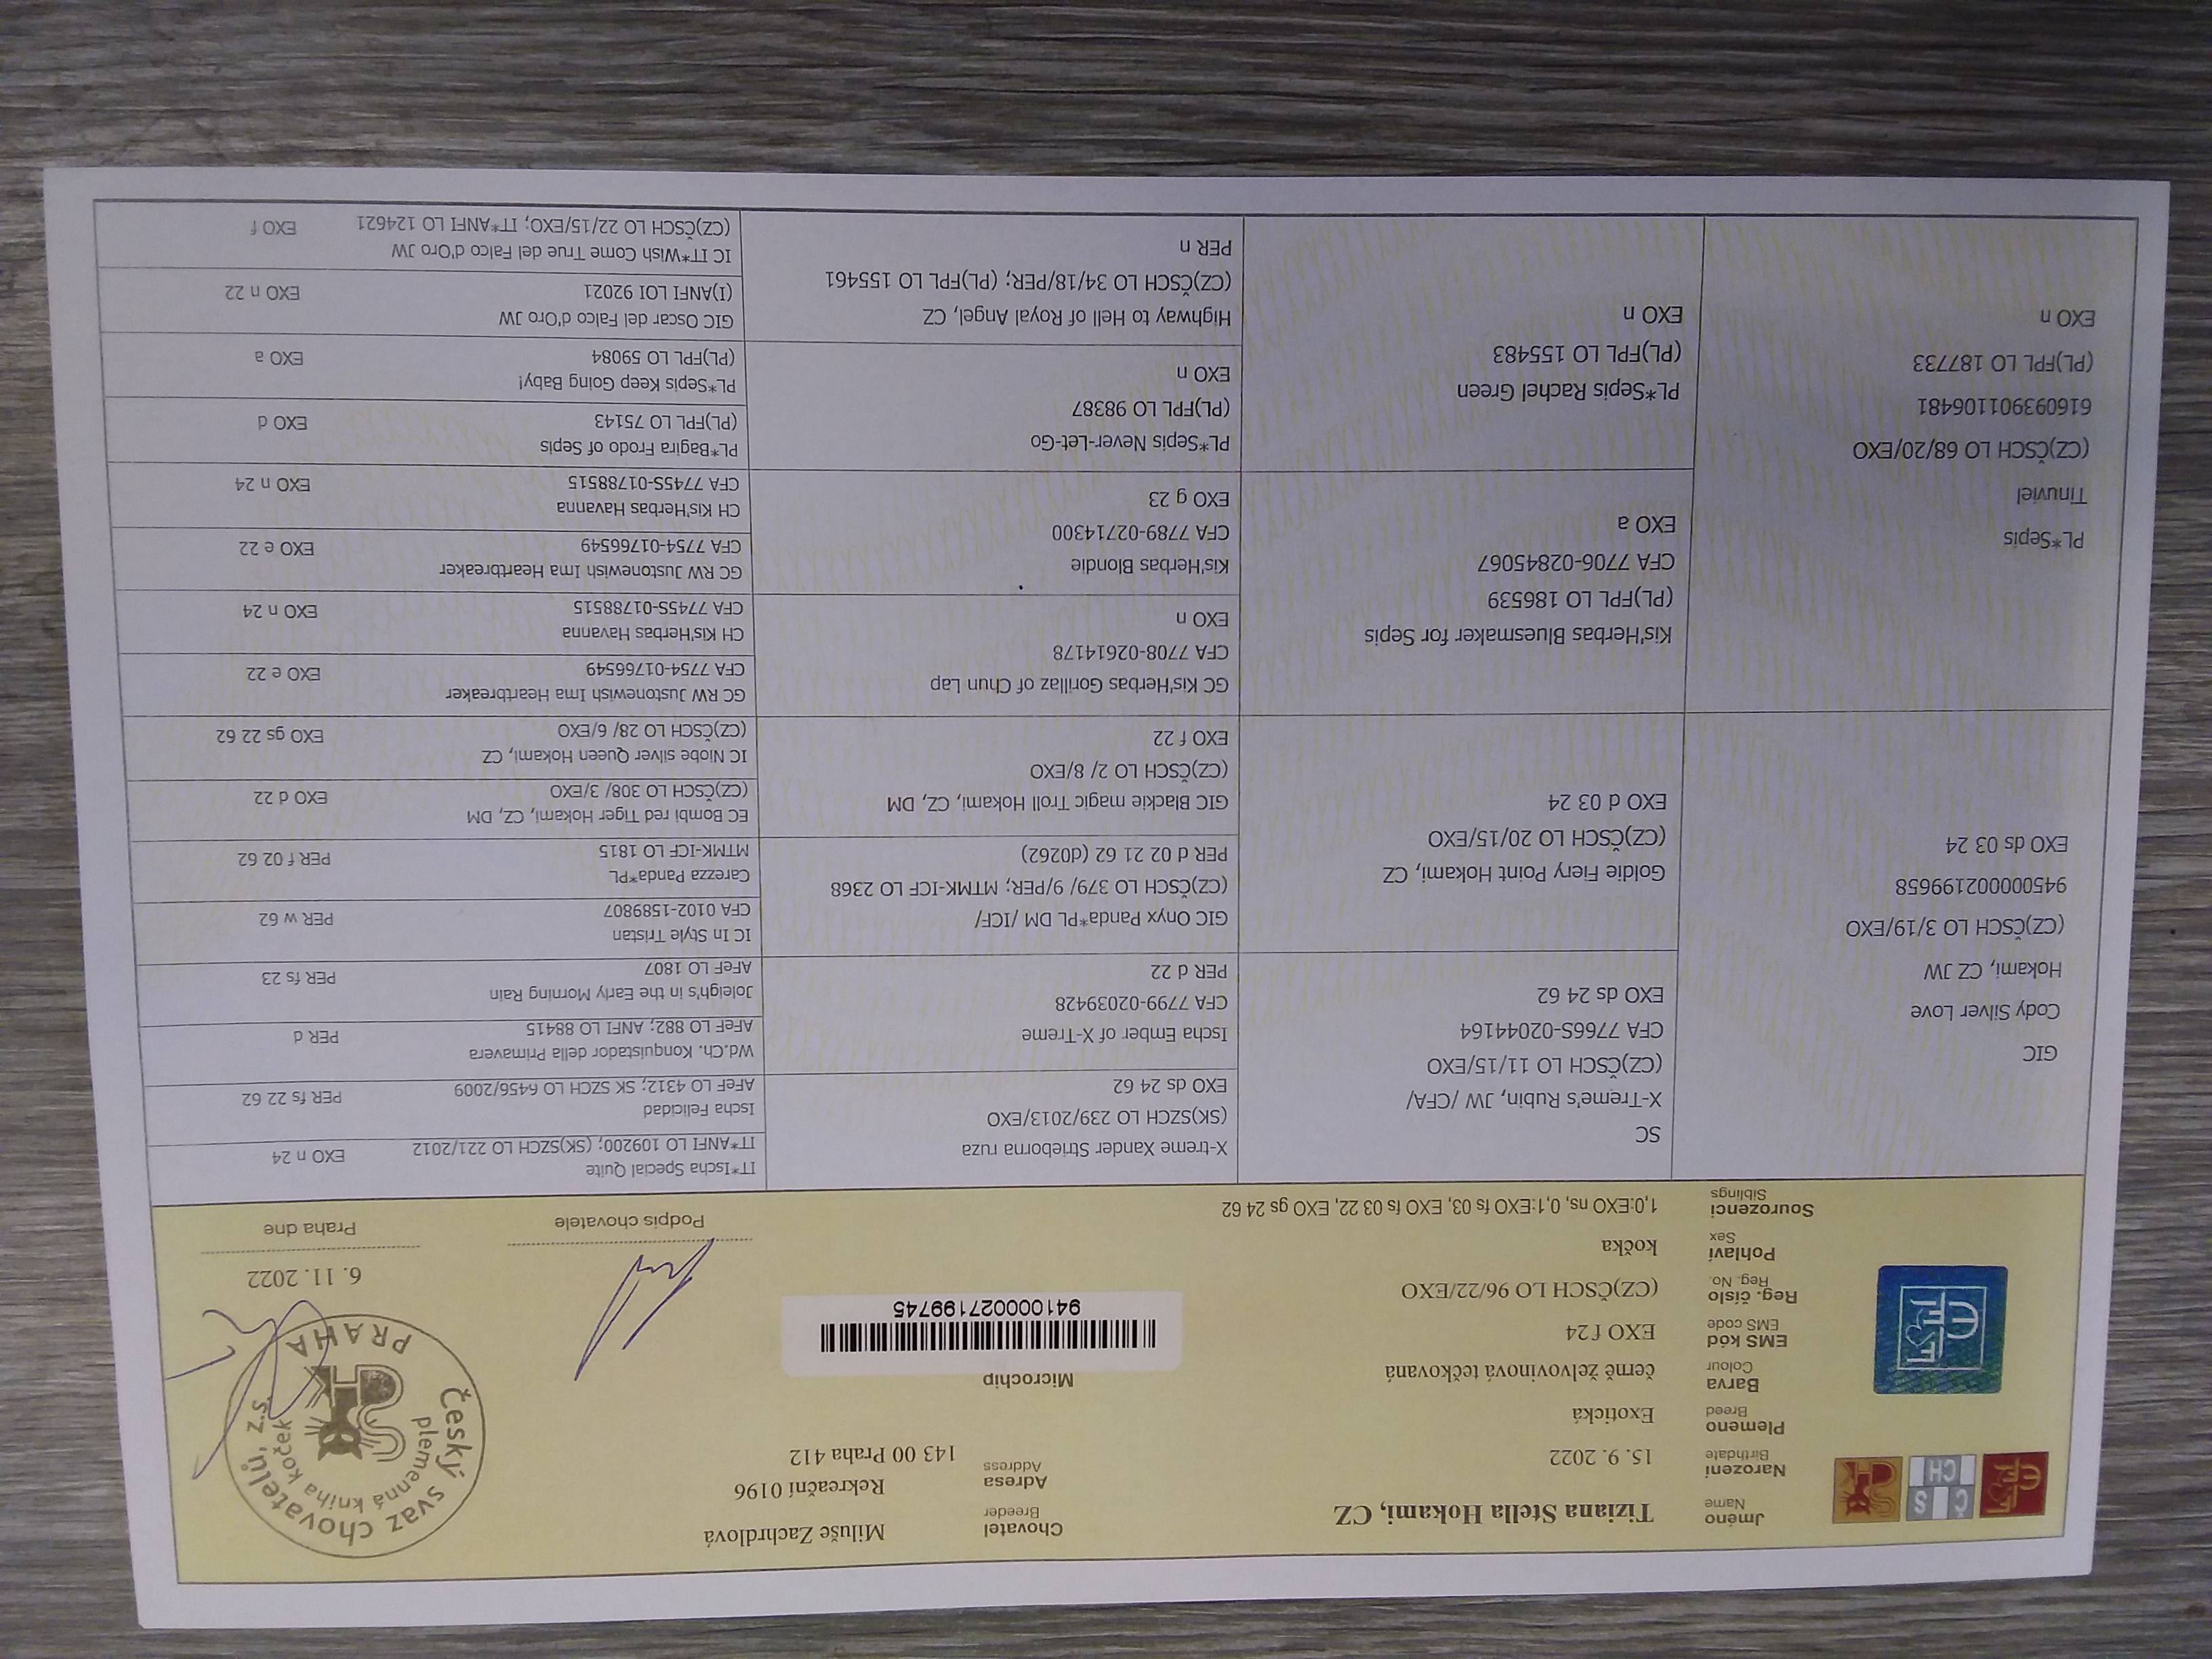 Jméno
Name
Tiziana Stella Hokami, CZ
Narození
Birthdate
15. 9. 2022
Plemeno
Breed
Exotická
Barva
Colour
černě želvovinová tečkovaná
EMS kód
EMS code
EXO f 24
Reg. číslo
Reg. No.
(CZ)ČSCH LO 96/22/EXO
Pohlaví
Sex
kočka
Sourozenci
Siblings
1,0:EXO ns, 0,1:EXO fs 03, EXO fs 03 22, EXO gs 24 62
Chovatel
Breeder
Miluše Zachrdlová
Adresa
Address
Rekreační 0196
143 00 Praha 412
Microchip
941000027199745
Podpis chovatele
Český svaz chovatelů, z.s.
plemenná kniha koček
PRAHA
6. 11. 2022
Praha dne
ČS
CH
GIC
Cody Silver Love
Hokami, CZ JW
(CZ)ČSCH LO 3/19/EXO
945000002199658
EXO ds 03 24
PL*Sepis
Tinuviel
(CZ)ČSCH LO 68/20/EXO
616093901106481
(PL)FPL LO 187733
EXO n
SC
X-Treme's Rubin, JW /CFA/
(CZ)ČSCH LO 11/15/EXO
CFA 7766S-02044164
EXO ds 24 62
Goldie Fiery Point Hokami, CZ
(CZ)ČSCH LO 20/15/EXO
EXO d 03 24
Kis'Herbas Bluesmaker for Sepis
(PL)FPL LO 186539
CFA 7706-02845067
EXO a
PL*Sepis Rachel Green
(PL)FPL LO 155483
EXO n
X-treme Xander Strieborna ruza
(SK)SZCH LO 239/2013/EXO
EXO ds 24 62
Ischa Ember of X-Treme
CFA 7799-02039428
PER d 22
GIC Onyx Panda*PL DM /ICF/
(CZ)ČSCH LO 379/ 9/PER; MTMK-ICF LO 2368
PER d 02 21 62 (d0262)
GIC Blackie magic Troll Hokami, CZ, DM
(CZ)ČSCH LO 2/ 8/EXO
EXO f 22
GC Kis'Herbas Gorillaz of Chun Lap
CFA 7708-02614178
EXO n
Kis'Herbas Blondie
CFA 7789-02714300
EXO g 23
PL*Sepis Never-Let-Go
(PL)FPL LO 98387
EXO n
Highway to Hell of Royal Angel, CZ
(CZ)ČSCH LO 34/18/PER; (PL)FPL LO 155461
PER n
IT*Ischa Special Quite
IT*ANFI LO 109200; (SK)SZCH LO 221/2012
EXO n 24
Ischa Felicidad
AFeF LO 4312; SK SZCH LO 6456/2009
PER fs 22 62
Wd.Ch. Konquistador della Primavera
AFeF LO 882; ANFI LO 88415
PER d
Joleigh's in the Early Morning Rain
AFeF LO 1807
PER fs 23
IC In Style Tristan
CFA 0102-1589807
PER w 62
Carezza Panda*PL
MTMK-ICF LO 1815
PER f 02 62
EC Bombi red Tiger Hokami, CZ, DM
(CZ)ČSCH LO 308/ 3/EXO
EXO d 22
IC Niobe silver Queen Hokami, CZ
(CZ)ČSCH LO 28/ 6/EXO
EXO gs 22 62
GC RW Justonewish Ima Heartbreaker
CFA 7754-01766549
EXO e 22
CH Kis'Herbas Havanna
CFA 7745S-01788515
EXO n 24
GC RW Justonewish Ima Heartbreaker
CFA 7754-01766549
EXO e 22
CH Kis'Herbas Havanna
CFA 7745S-01788515
EXO n 24
PL*Bagira Frodo of Sepis
(PL)FPL LO 75143
EXO d
PL*Sepis Keep Going Baby!
(PL)FPL LO 59084
EXO a
GIC Oscar del Falco d'Oro JW
(I)ANFI LOI 92021
EXO n 22
IC IT*Wish Come True del Falco d'Oro JW
(CZ)ČSCH LO 22/15/EXO; IT*ANFI LO 124621
EXO f